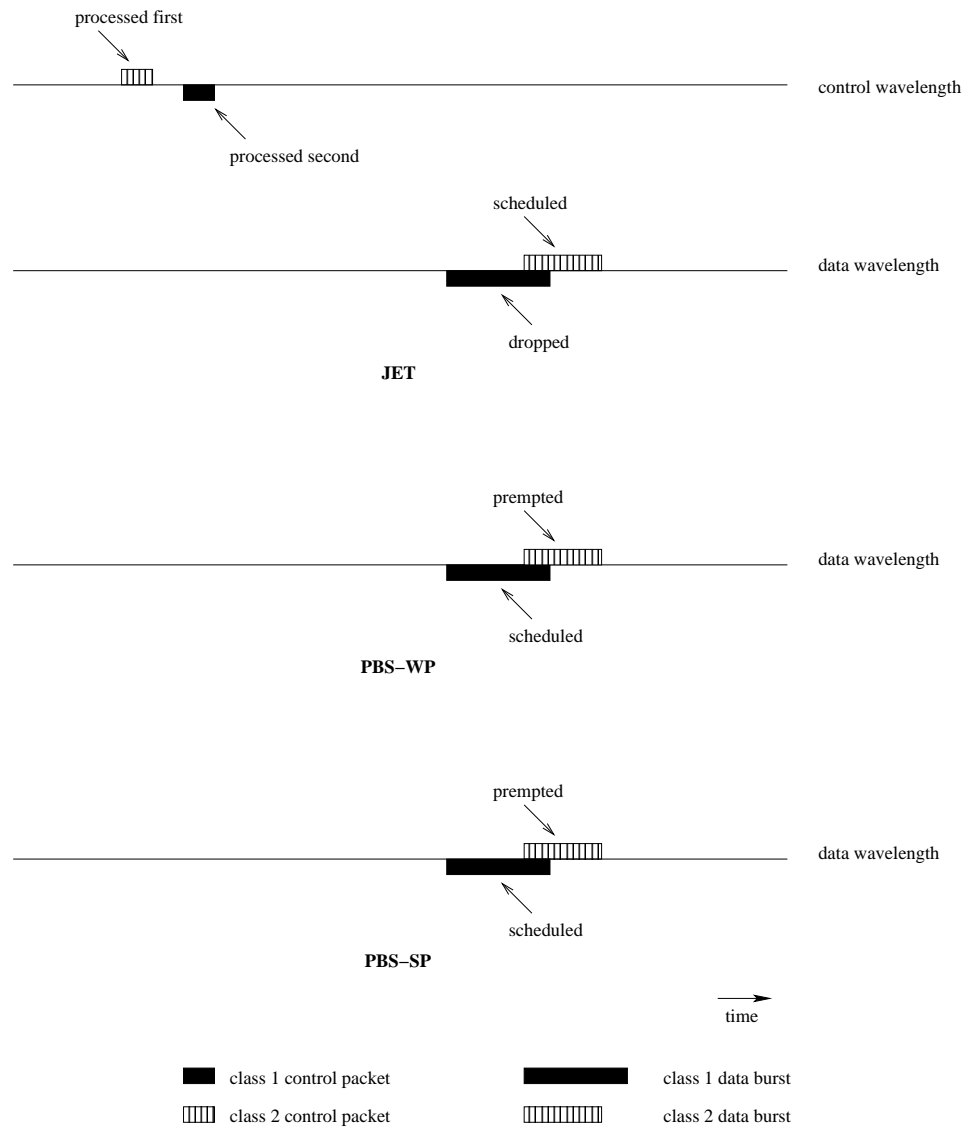 processed first
control wavelength
processed second
scheduled
data wavelength
dropped
JET
prempted
data wavelength
scheduled
PBS−WP
prempted
data wavelength
scheduled
PBS−SP
time
class 1 control packet
class 1 data burst
class 2 control packet
class 2 data burst